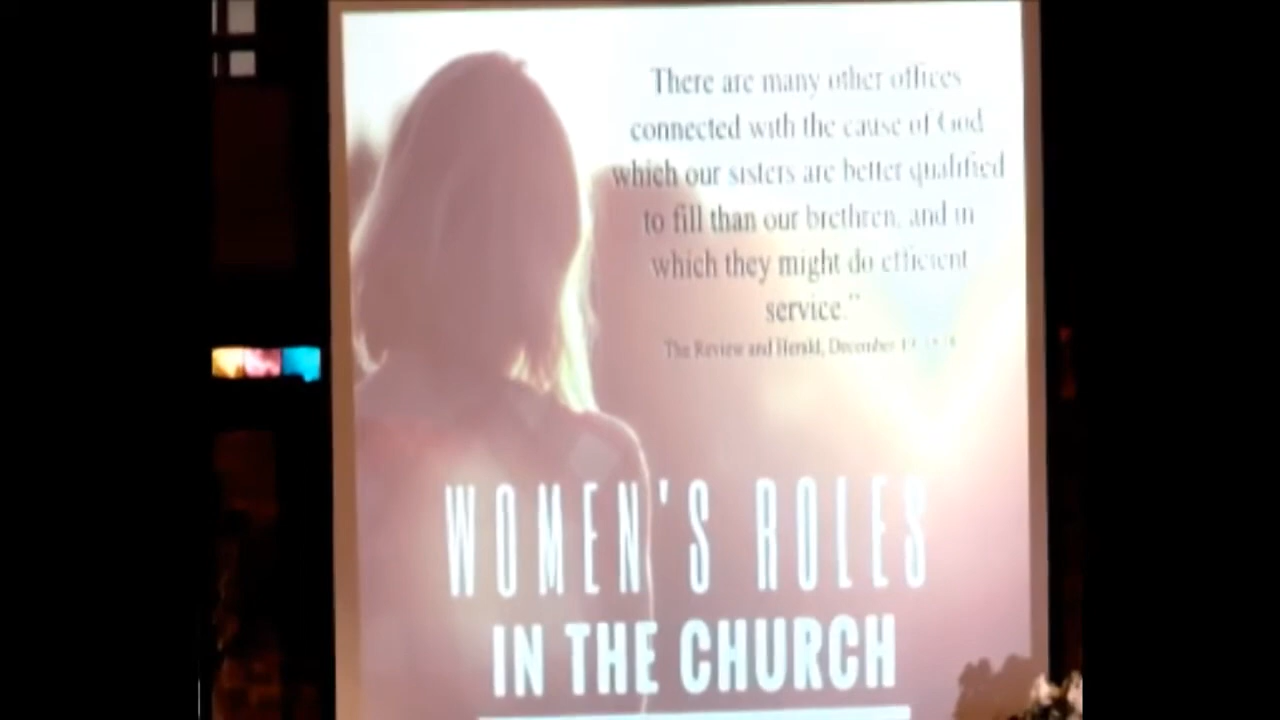 There are many other offices
connected with the cause of God
which our sisters are better qualified
to fill than our brethren, and in
which they might do efficient
service."
The Review and Herald, December
WOMEN'S ROLES
IN THE CHURCH